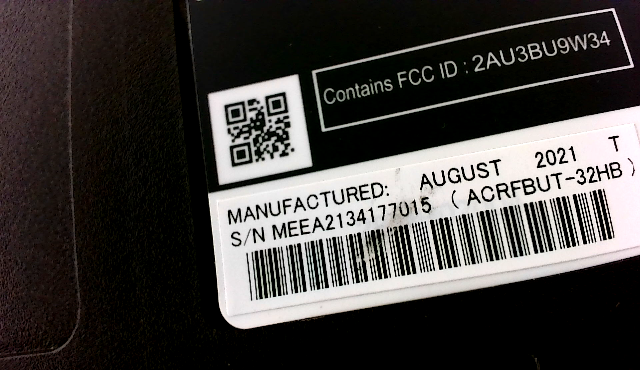 Contains FCC ID : 2AU3BU9W34
MANUFACTURED: AUGUST 2021 T
S/N MEEA2134177015 ( ACRFBUT-32HB )